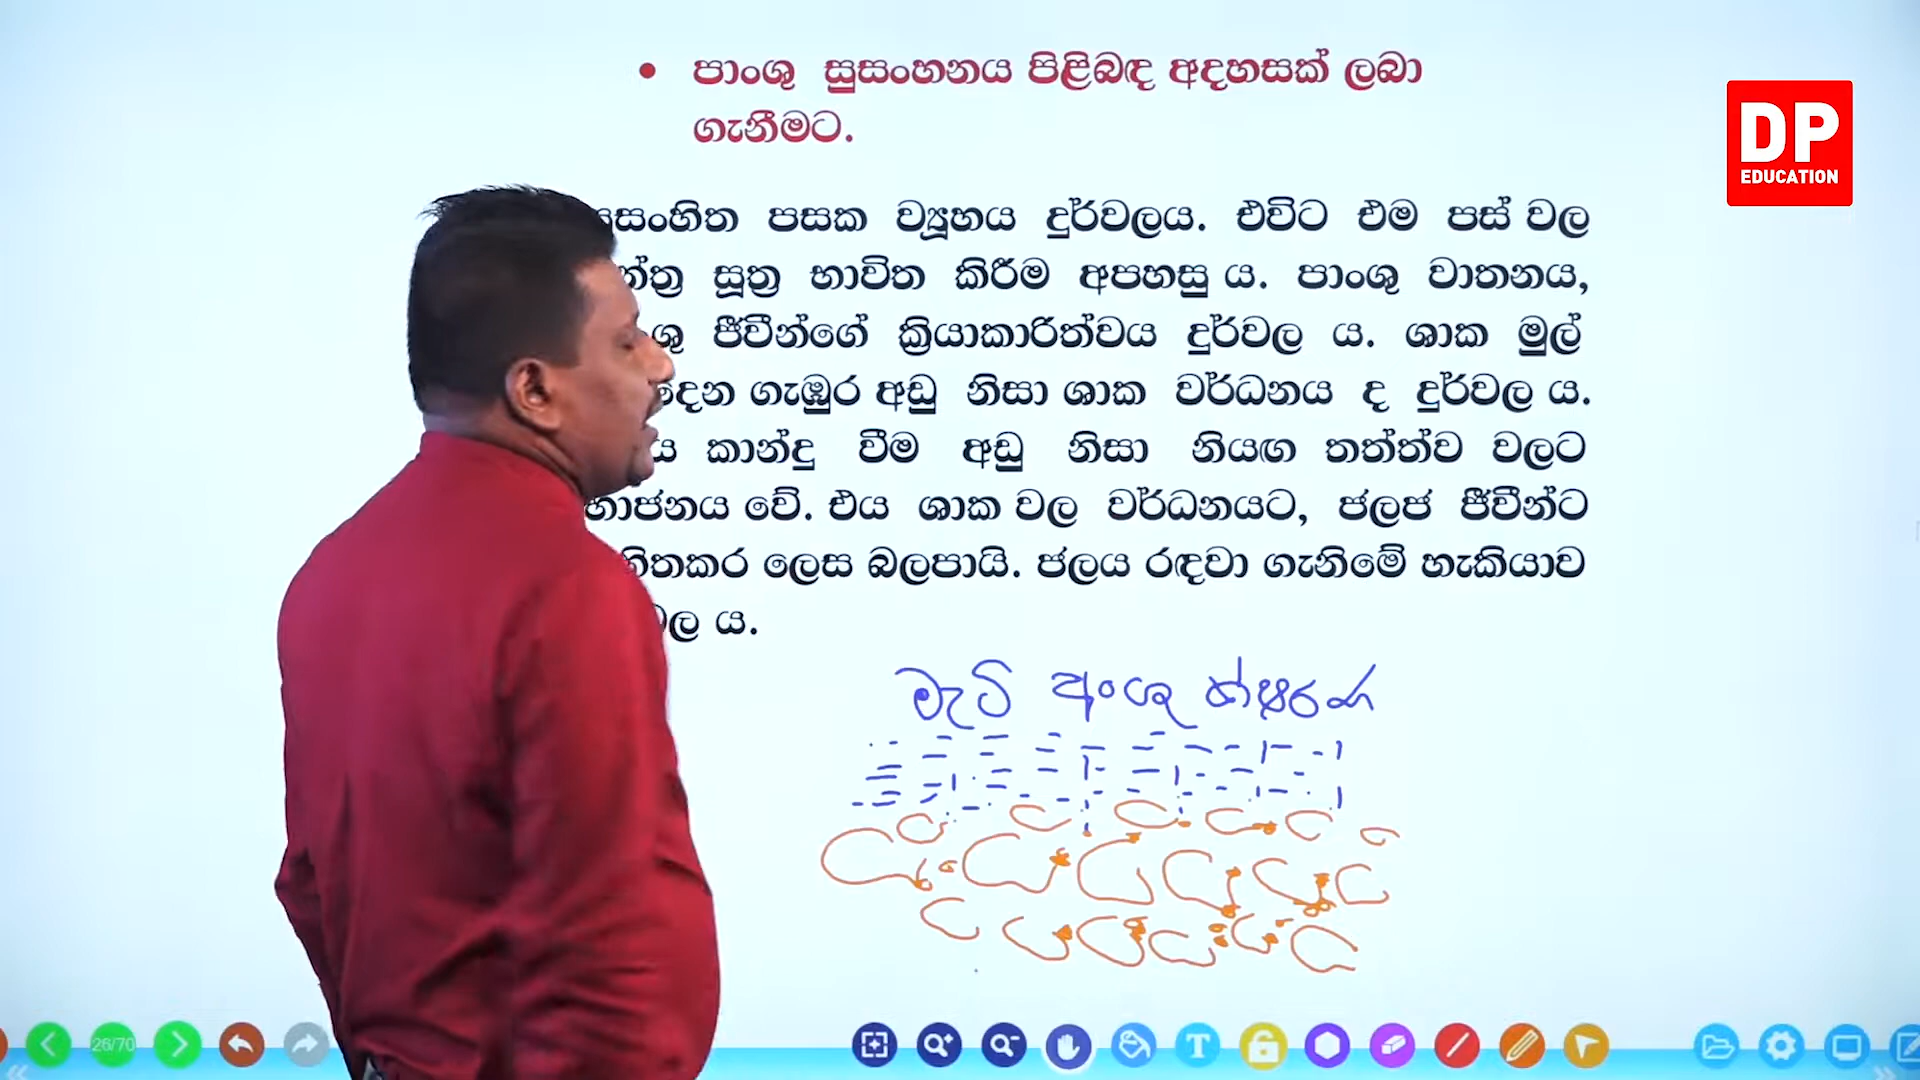 • පාංශු සුසංහනය පිළිබඳ අදහසක් ලබා
ගැනීමට.
DP
EDUCATION
පසක ව්‍යූහය දුර්වලය. එවිට එම පස් වල
සූත්‍ර භාවිත කිරීම අපහසු ය. පාංශු වාතනය,
ජීවීන්ගේ ක්‍රියාකාරිත්වය දුර්වල ය. ශාක මුල්
ගැඹුර අඩු නිසා ශාක වර්ධනය ද දුර්වල ය.
කාන්දු වීම අඩු නිසා නියඟ තත්ත්ව වලට
භාජනය වේ. එය ශාක වල වර්ධනයට, ජලජ ජීවීන්ට
ලෙස බලපායි. ජලය රඳවා ගැනිමේ හැකියාව
ය.
මැටි අංශු ක්ෂරණ
26/70